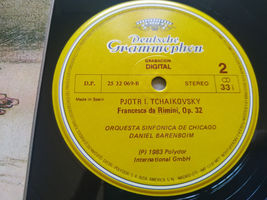 Deutsche
Grammophon
GRABACION
DIGITAL
2
D.P.
25 32 069-B
STEREO
33
Made in Spain
PJOTR I. TCHAIKOVSKY
Francesca da Rimini, Op. 32
ORQUESTA SINFONICA DE CHICAGO
DANIEL BARENBOIM
(P) 1983 Polydor
International GmbH